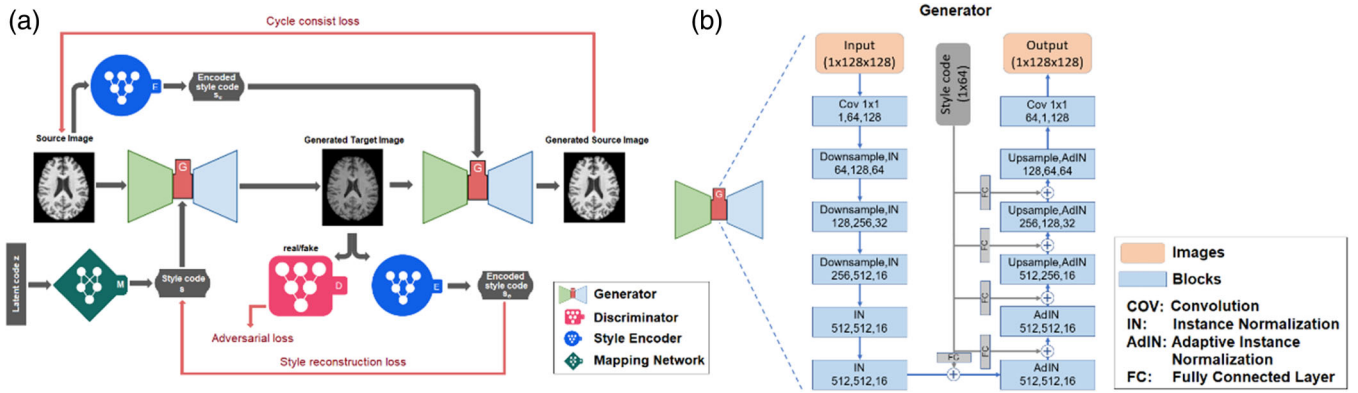 (a)
Cycle consist loss
E
Encoded
style code
Source Image
Generated Target Image
Generated Source Image
G
G
real/fake
Latent code z
M
Style code
s
D
E
Encoded
style code
Adversarial loss
Style reconstruction loss
Generator
Discriminator
Style Encoder
Mapping Network
(b)
Generator
G
Input
(1x128x128)
Cov 1x1
1,64,128
Downsample,IN
64,128,64
Downsample,IN
128,256,32
Downsample,IN
256,512,16
IN
512,512,16
IN
512,512,16
Style code
(1x64)
FC
FC
FC
FC
FC
Output
(1x128x128)
Cov 1x1
64,1,128
Upsample,AdIN
128,64,64
Upsample,AdIN
256,128,32
Upsample,AdIN
512,256,16
AdIN
512,512,16
AdIN
512,512,16
Images
Blocks
COV: Convolution
IN: Instance Normalization
AdIN: Adaptive Instance
Normalization
FC: Fully Connected Layer